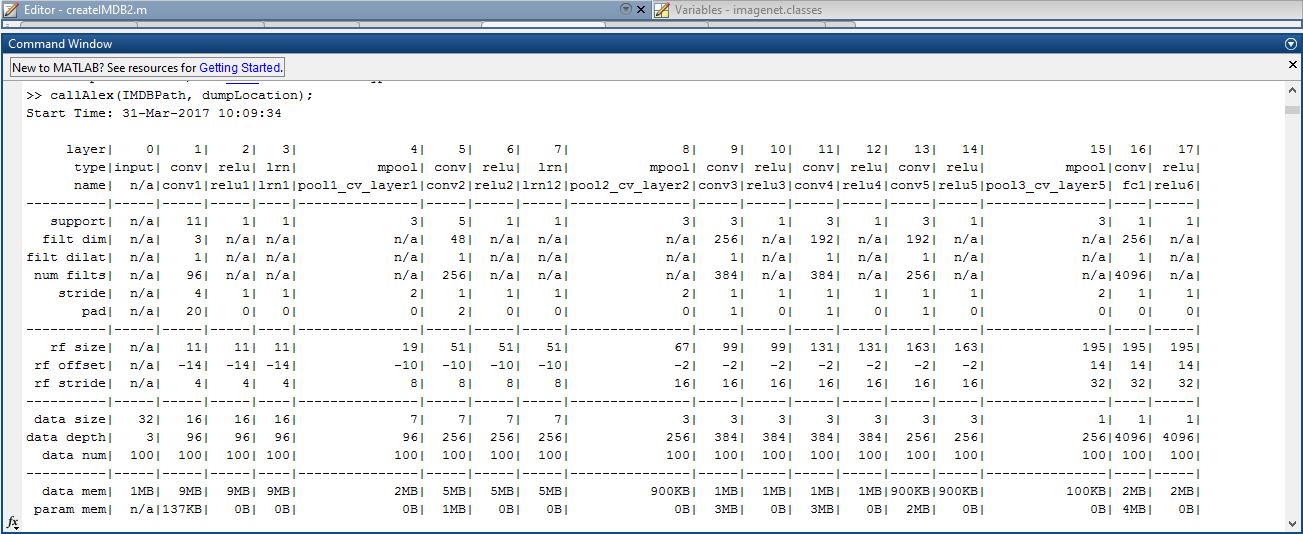 Editor - createIMDB2.m
Variables - imagenet.classes
Command Window
New to MATLAB? See resources for Getting Started.
>> callAlex(IMDBPath, dumpLocation);
Start Time: 31-Mar-2017 10:09:34
layer| 0| 1| 2| 3| 4| 5| 6| 7| 8| 9| 10| 11| 12| 13| 14| 15| 16| 17|
type|input| conv| relu| lrn| mpool| conv| relu| lrn| mpool| conv| relu| conv| relu| conv| relu| mpool| conv| relu|
name| n/a|conv1|relu1|lrn1|pool1_cv_layer1|conv2|relu2|lrn12|pool2_cv_layer2|conv3|relu3|conv4|relu4|conv5|relu5|pool3_cv_layer5| fc1|relu6|
----------|-----|-----|-----|----|---------------|-----|-----|-----|---------------|-----|-----|-----|-----|-----|-----|---------------|-----|-----|
support| n/a| 11| 1| 1| 3| 5| 1| 1| 3| 3| 1| 3| 1| 3| 1| 3| 1| 1|
filt dim| n/a| 3| n/a| n/a| n/a| 48| n/a| n/a| n/a| 256| n/a| 192| n/a| 192| n/a| n/a| 256| n/a|
filt dilat| n/a| 1| n/a| n/a| n/a| 1| n/a| n/a| n/a| 1| n/a| 1| n/a| 1| n/a| n/a| 1| n/a|
num filts| n/a| 96| n/a| n/a| n/a| 256| n/a| n/a| n/a| 384| n/a| 384| n/a| 256| n/a| n/a|4096| n/a|
stride| n/a| 4| 1| 1| 2| 1| 1| 1| 2| 1| 1| 1| 1| 1| 1| 2| 1| 1|
pad| n/a| 20| 0| 0| 0| 2| 0| 0| 0| 1| 0| 1| 0| 1| 0| 0| 0| 0|
----------|-----|-----|-----|----|---------------|-----|-----|-----|---------------|-----|-----|-----|-----|-----|-----|---------------|-----|-----|
rf size| n/a| 11| 11| 11| 19| 51| 51| 51| 67| 99| 99| 131| 131| 163| 163| 195| 195| 195|
rf offset| n/a| -14| -14| -14| -10| -10| -10| -10| -2| -2| -2| -2| -2| -2| -2| 14| 14| 14|
rf stride| n/a| 4| 4| 4| 8| 8| 8| 8| 16| 16| 16| 16| 16| 16| 16| 32| 32| 32|
----------|-----|-----|-----|----|---------------|-----|-----|-----|---------------|-----|-----|-----|-----|-----|-----|---------------|-----|-----|
data size| 32| 16| 16| 16| 7| 7| 7| 7| 3| 3| 3| 3| 3| 3| 3| 1| 1| 1|
data depth| 3| 96| 96| 96| 96| 256| 256| 256| 256| 384| 384| 384| 384| 256| 256| 256|4096| 4096|
data num| 100| 100| 100| 100| 100| 100| 100| 100| 100| 100| 100| 100| 100| 100| 100| 100| 100| 100|
----------|-----|-----|-----|----|---------------|-----|-----|-----|---------------|-----|-----|-----|-----|-----|-----|---------------|-----|-----|
data mem| 1MB| 9MB| 9MB| 9MB| 2MB| 5MB| 5MB| 5MB| 900KB| 1MB| 1MB| 1MB| 1MB|900KB|900KB| 100KB| 2MB| 2MB|
param mem| n/a|137KB| 0B| 0B| 0B| 1MB| 0B| 0B| 0B| 3MB| 0B| 3MB| 0B| 2MB| 0B| 0B| 4MB| 0B|
fx